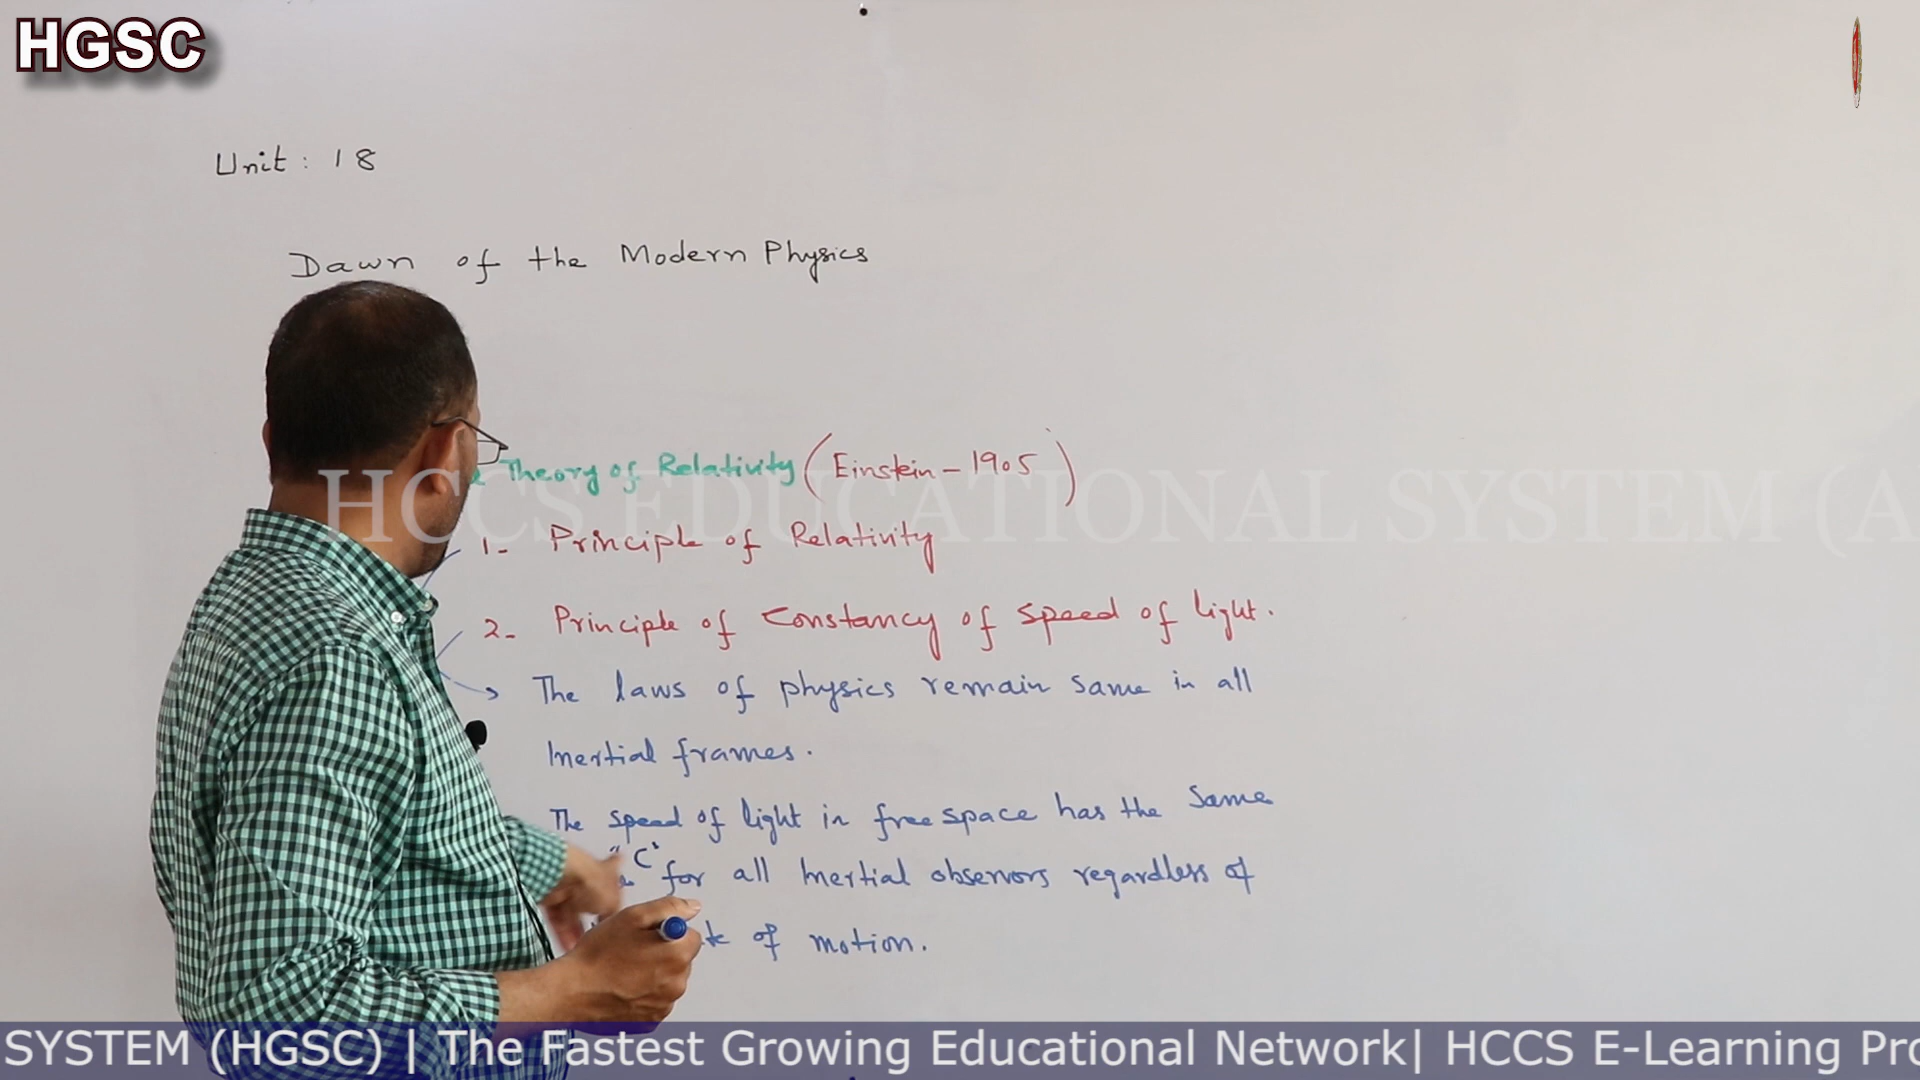 HGSC
Unit: 18
Dawn of the Modern Physics
Theory of Relativity (Einstein - 1905)
HCCS EDUCATIONAL SYSTEM (A
1- Principle of Relativity
2- Principle of Constancy of speed of light.
The laws of physics remain same in all
Inertial frames.
The speed of light in free space has the same
"C" for all Inertial observors regardless of
of motion.
SYSTEM (HGSC) | The Fastest Growing Educational Network| HCCS E-Learning Pro